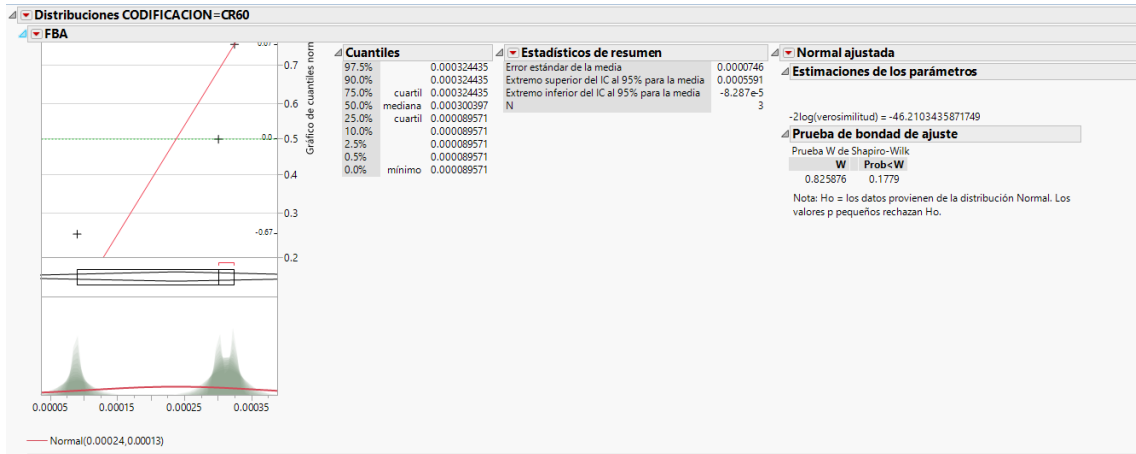 Distribuciones CODIFICACION=CR60
FBA
0.67
0.7
0.6
0.0
0.5
0.4
0.3
-0.67
0.2
Gráfico de cuantiles norm
0.00005 0.00015 0.00025 0.00035
Normal(0.00024,0.00013)
Cuantiles
97.5% 0.000324435
90.0% 0.000324435
75.0% cuartil 0.000324435
50.0% mediana 0.000300397
25.0% cuartil 0.000089571
10.0% 0.000089571
2.5% 0.000089571
0.5% 0.000089571
0.0% mínimo 0.000089571
Estadísticos de resumen
Error estándar de la media 0.0000746
Extremo superior del IC al 95% para la media 0.0005591
Extremo inferior del IC al 95% para la media -8.287e-5
N 3
Normal ajustada
Estimaciones de los parámetros
-2log(verosimilitud) = -46.2103435871749
Prueba de bondad de ajuste
Prueba W de Shapiro-Wilk
W Prob<W
0.825876 0.1779
Nota: Ho = los datos provienen de la distribución Normal. Los
valores p pequeños rechazan Ho.